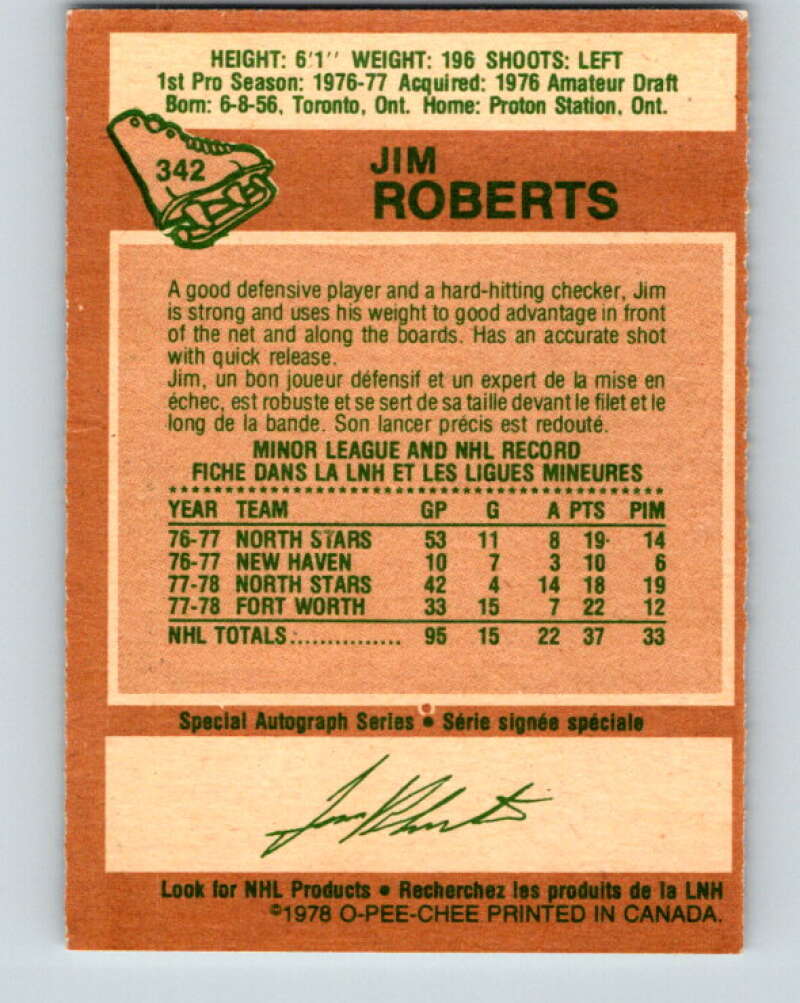 HEIGHT: 6'1'' WEIGHT: 196 SHOOTS: LEFT
1st Pro Season: 1976-77 Acquired: 1976 Amateur Draft
Born: 6-8-56, Toronto, Ont. Home: Proton Station, Ont.
342
JIM
ROBERTS
A good defensive player and a hard-hitting checker, Jim
is strong and uses his weight to good advantage in front
of the net and along the boards. Has an accurate shot
with quick release.
Jim, un bon joueur défensif et un expert de la mise en
échec, est robuste et se sert de sa taille devant le filet et le
long de la bande. Son lancer précis est redouté.
MINOR LEAGUE AND NHL RECORD
FICHE DANS LA LNH ET LES LIGUES MINEURES
YEAR TEAM GP G A PTS PIM
76-77 NORTH STARS 53 11 8 19 14
76-77 NEW HAVEN 10 7 3 10 6
77-78 NORTH STARS 42 4 14 18 19
77-78 FORT WORTH 33 15 7 22 12
NHL TOTALS............... 95 15 22 37 33
Special Autograph Series • Série signée spéciale
Jim Roberts
Look for NHL Products • Recherchez les produits de la LNH
©1978 O-PEE-CHEE PRINTED IN CANADA.